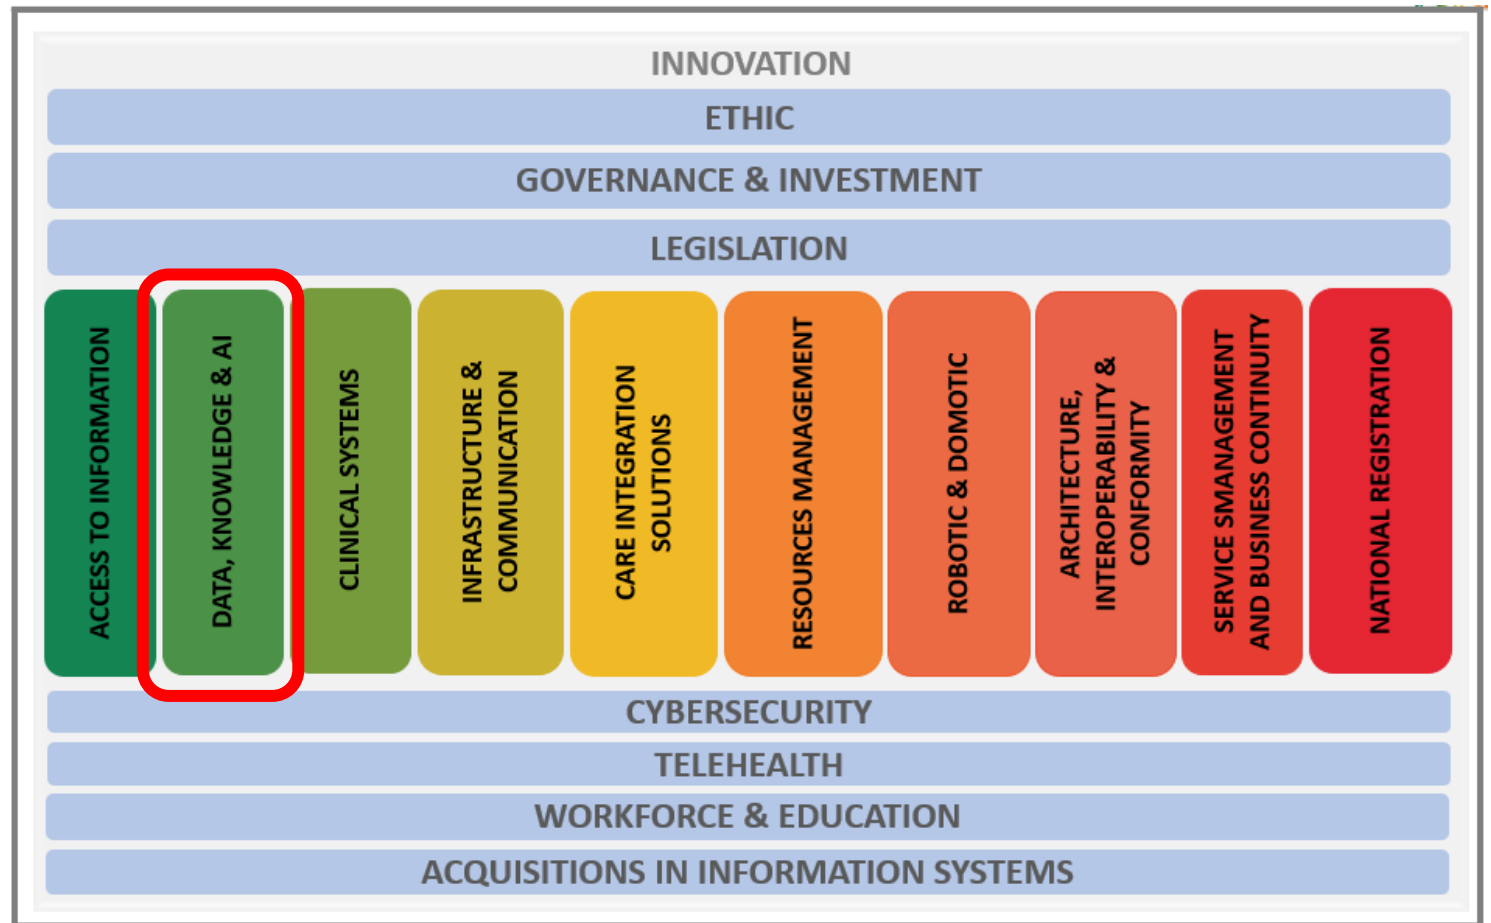 INNOVATION
ETHIC
GOVERNANCE & INVESTMENT
LEGISLATION
ACCESS TO INFORMATION
DATA, KNOWLEDGE & AI
CLINICAL SYSTEMS
INFRASTRUCTURE &
COMMUNICATION
CARE INTEGRATION
SOLUTIONS
RESOURCES MANAGEMENT
ROBOTIC & DOMOTIC
ARCHITECTURE,
INTEROPERABILITY &
CONFORMITY
SERVICE SMANAGEMENT
AND BUSINESS CONTINUITY
NATIONAL REGISTRATION
CYBERSECURITY
TELEHEALTH
WORKFORCE & EDUCATION
ACQUISITIONS IN INFORMATION SYSTEMS